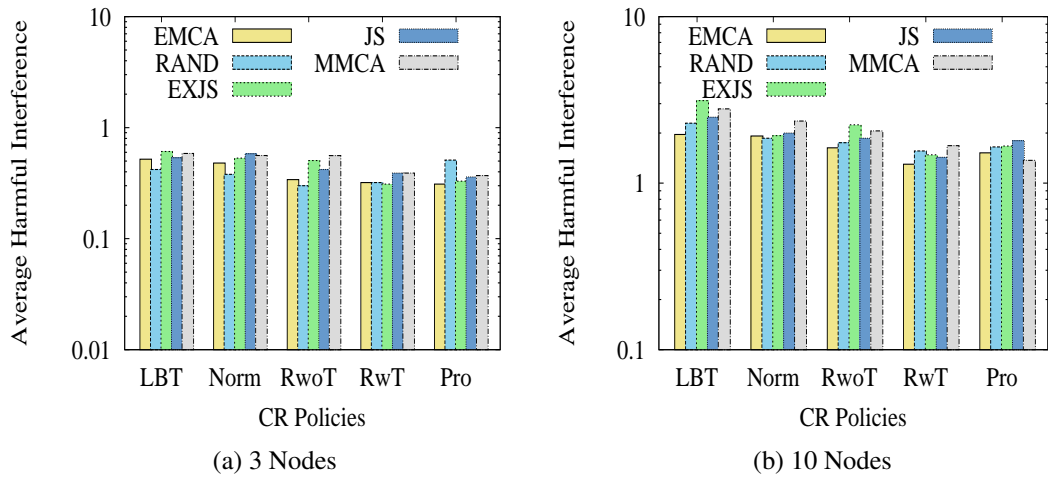 Average Harmful Interference
10
1
0.1
0.01
EMCA
RAND
EXJS
JS
MMCA
LBT Norm RwoT RwT Pro
CR Policies
(a) 3 Nodes
Average Harmful Interference
10
1
0.1
EMCA
RAND
EXJS
JS
MMCA
LBT Norm RwoT RwT Pro
CR Policies
(b) 10 Nodes